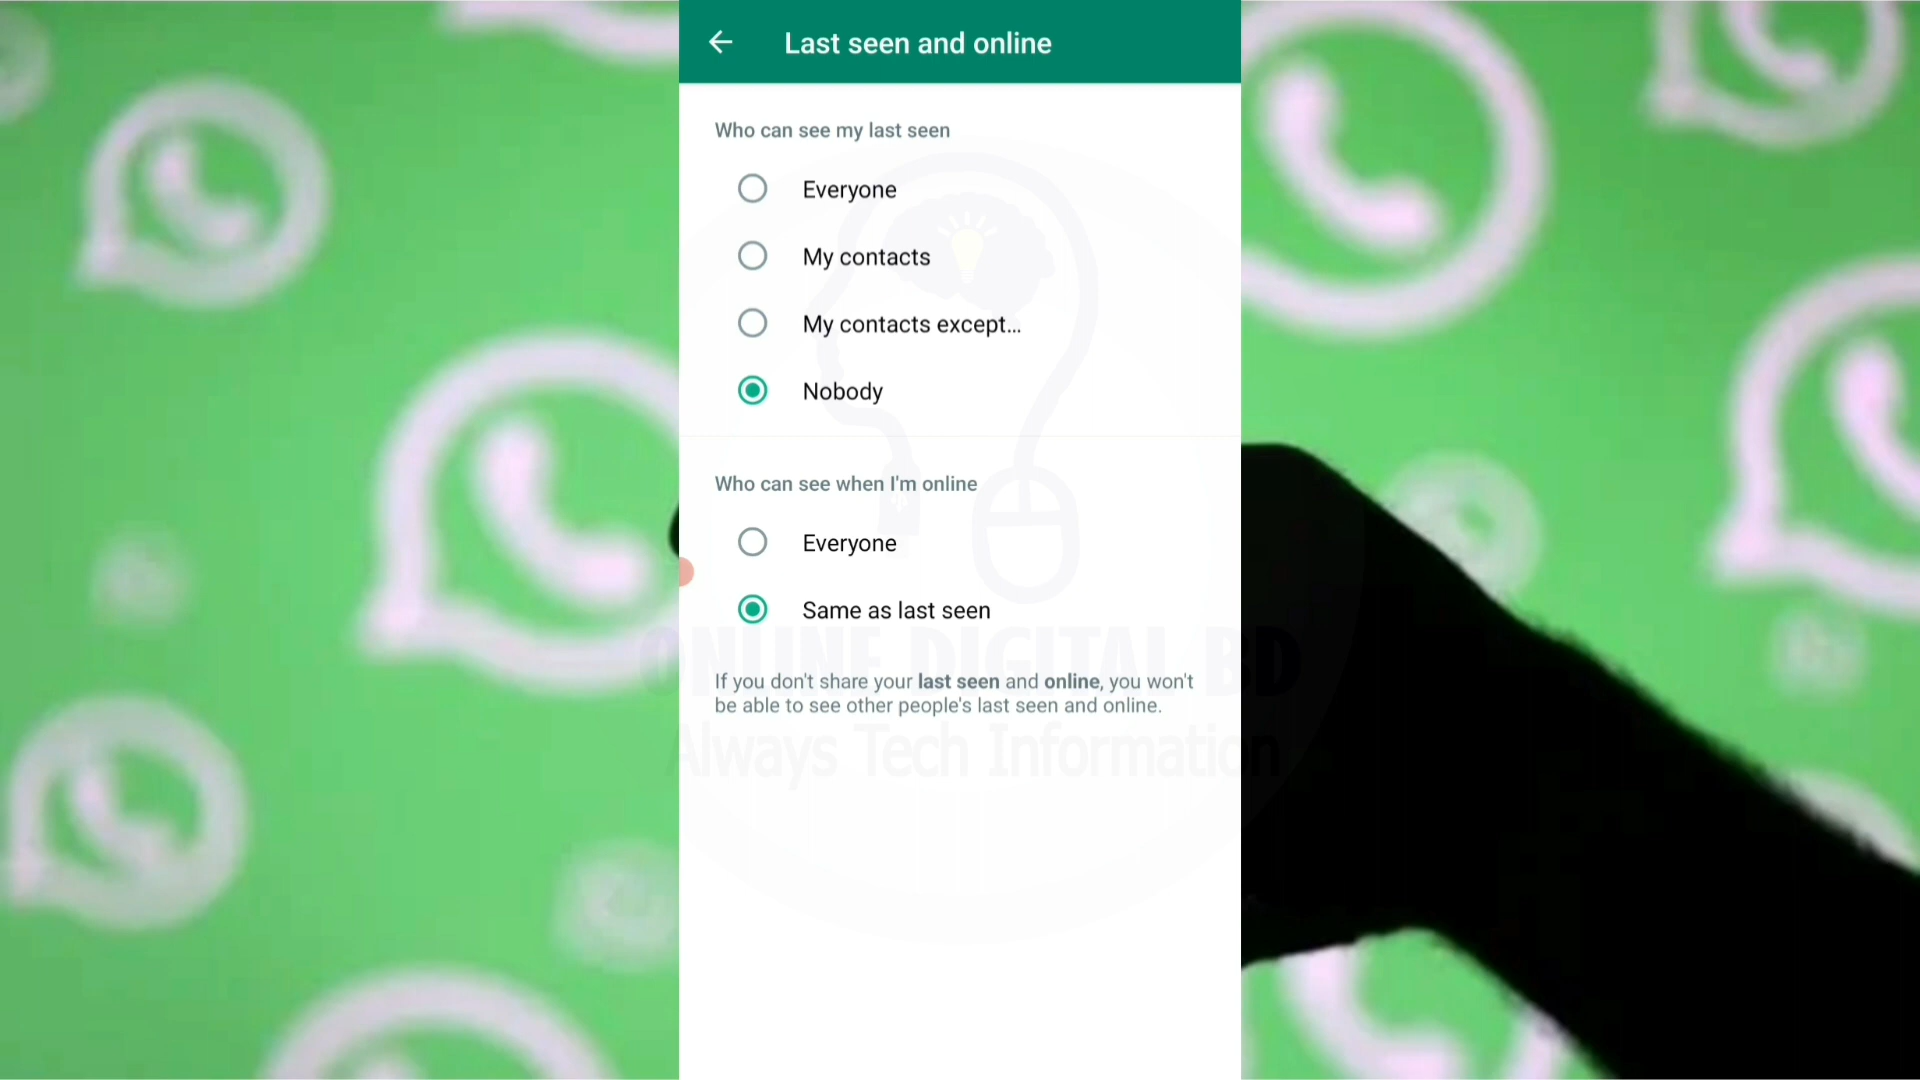 Last seen and online
Who can see my last seen
Everyone
My contacts
My contacts except...
Nobody
Who can see when I'm online
Everyone
Same as last seen
ONLINE DIGITAL BD
If you don't share your last seen and online, you won't
be able to see other people's last seen and online.
Always Tech Information